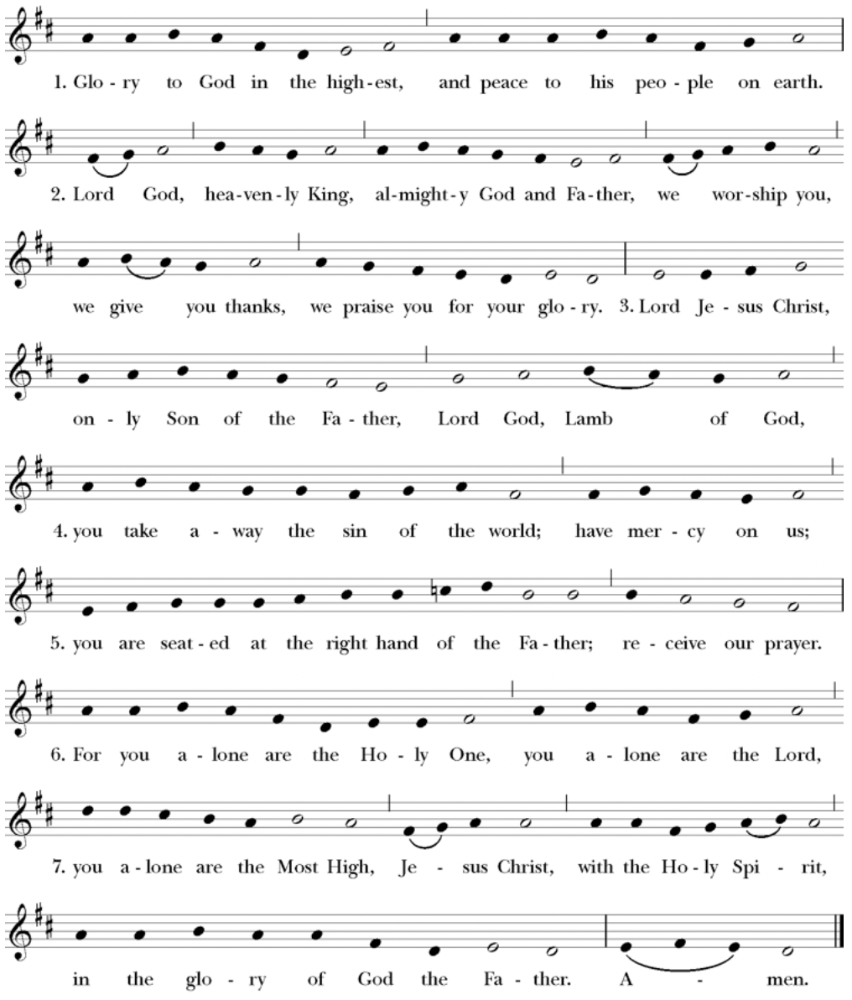 1. Glo - ry to God in the high - est, and peace to his peo - ple on earth.
2. Lord God, hea - ven - ly King, al - might - y God and Fa - ther, we wor - ship you,
we give you thanks, we praise you for your glo - ry. 3. Lord Je - sus Christ,
on - ly Son of the Fa - ther, Lord God, Lamb of God,
4. you take a - way the sin of the world; have mer - cy on us;
5. you are seat - ed at the right hand of the Fa - ther; re - ceive our prayer.
6. For you a - lone are the Ho - ly One, you a - lone are the Lord,
7. you a - lone are the Most High, Je - sus Christ, with the Ho - ly Spi - rit,
in the glo - ry of God the Fa - ther. A - men.